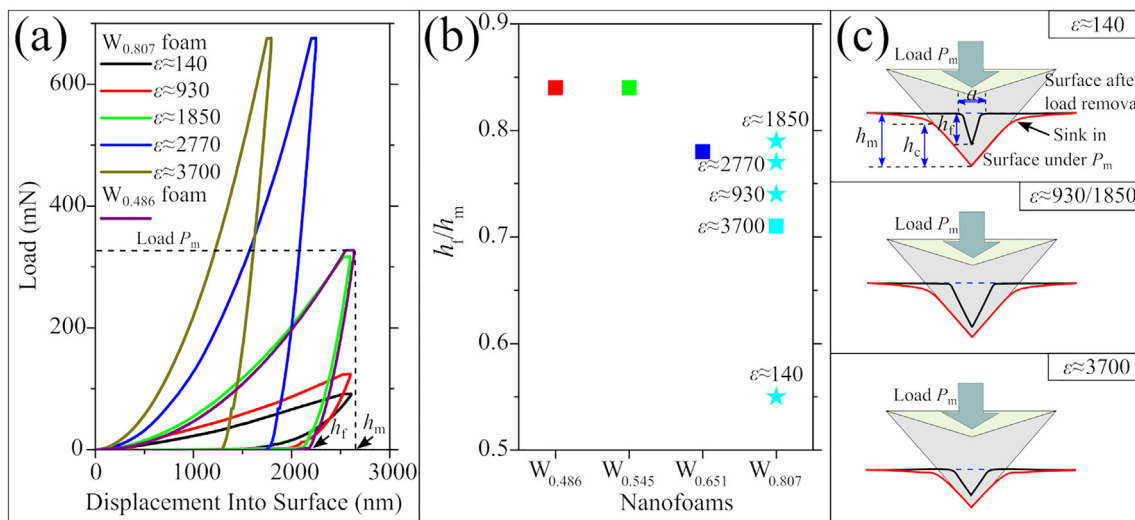 (a)
W0.807 foam
ε≈140
ε≈930
ε≈1850
ε≈2770
ε≈3700
W0.486 foam
Load Pm
hf
hm
600
400
200
0
Load (mN)
0 1000 2000 3000
Displacement Into Surface (nm)
(b)
0.9
0.8
0.7
0.6
0.5
hf/hm
ε≈1850
ε≈2770
ε≈930
ε≈3700
ε≈140
W0.486 W0.545 W0.651 W0.807
Nanofoams
(c)
ε≈140
Load Pm
Surface after
load removal
a
hf
hm
hc
Sink in
Surface under Pm
ε≈930/1850
Load Pm
ε≈3700
Load Pm